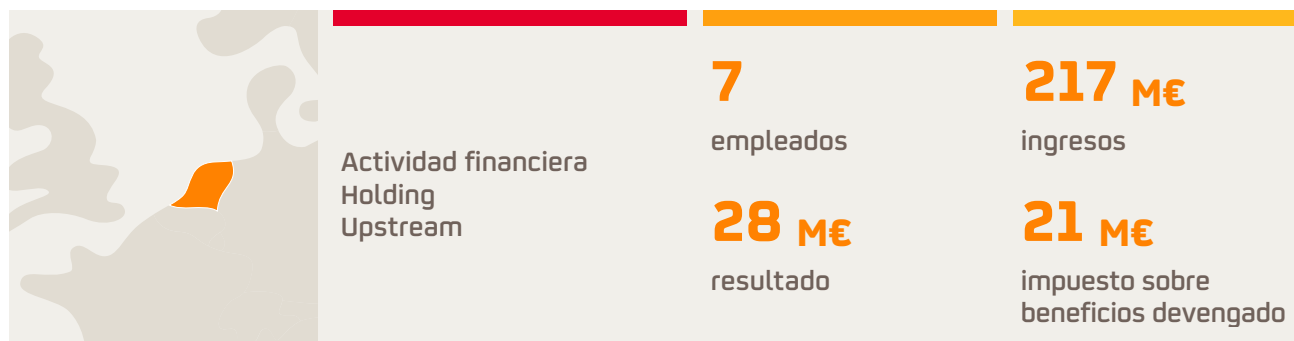 Actividad financiera
Holding
Upstream
7
empleados
28 M€
resultado
217 M€
ingresos
21 M€
impuesto sobre
beneficios devengado